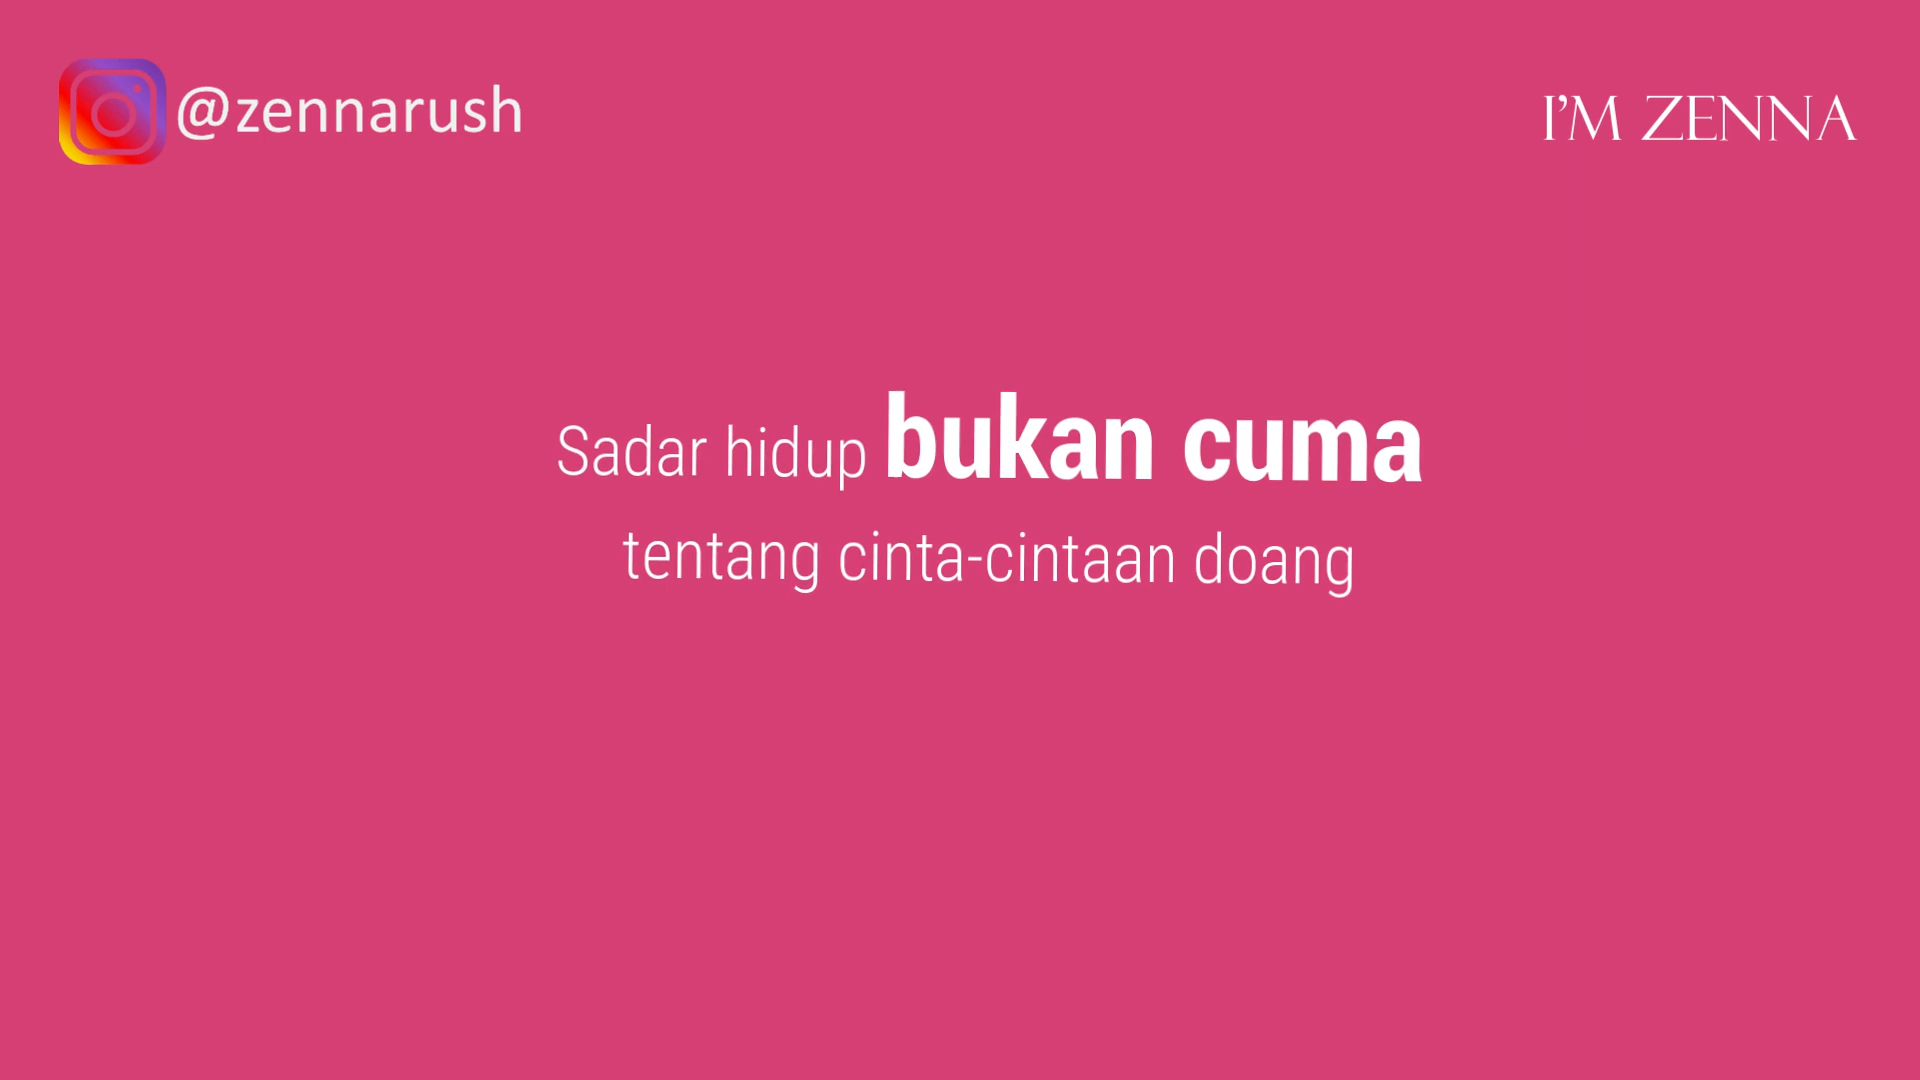 @zennarush
I'M ZENNA
Sadar hidup bukan cuma
tentang cinta-cintaan doang